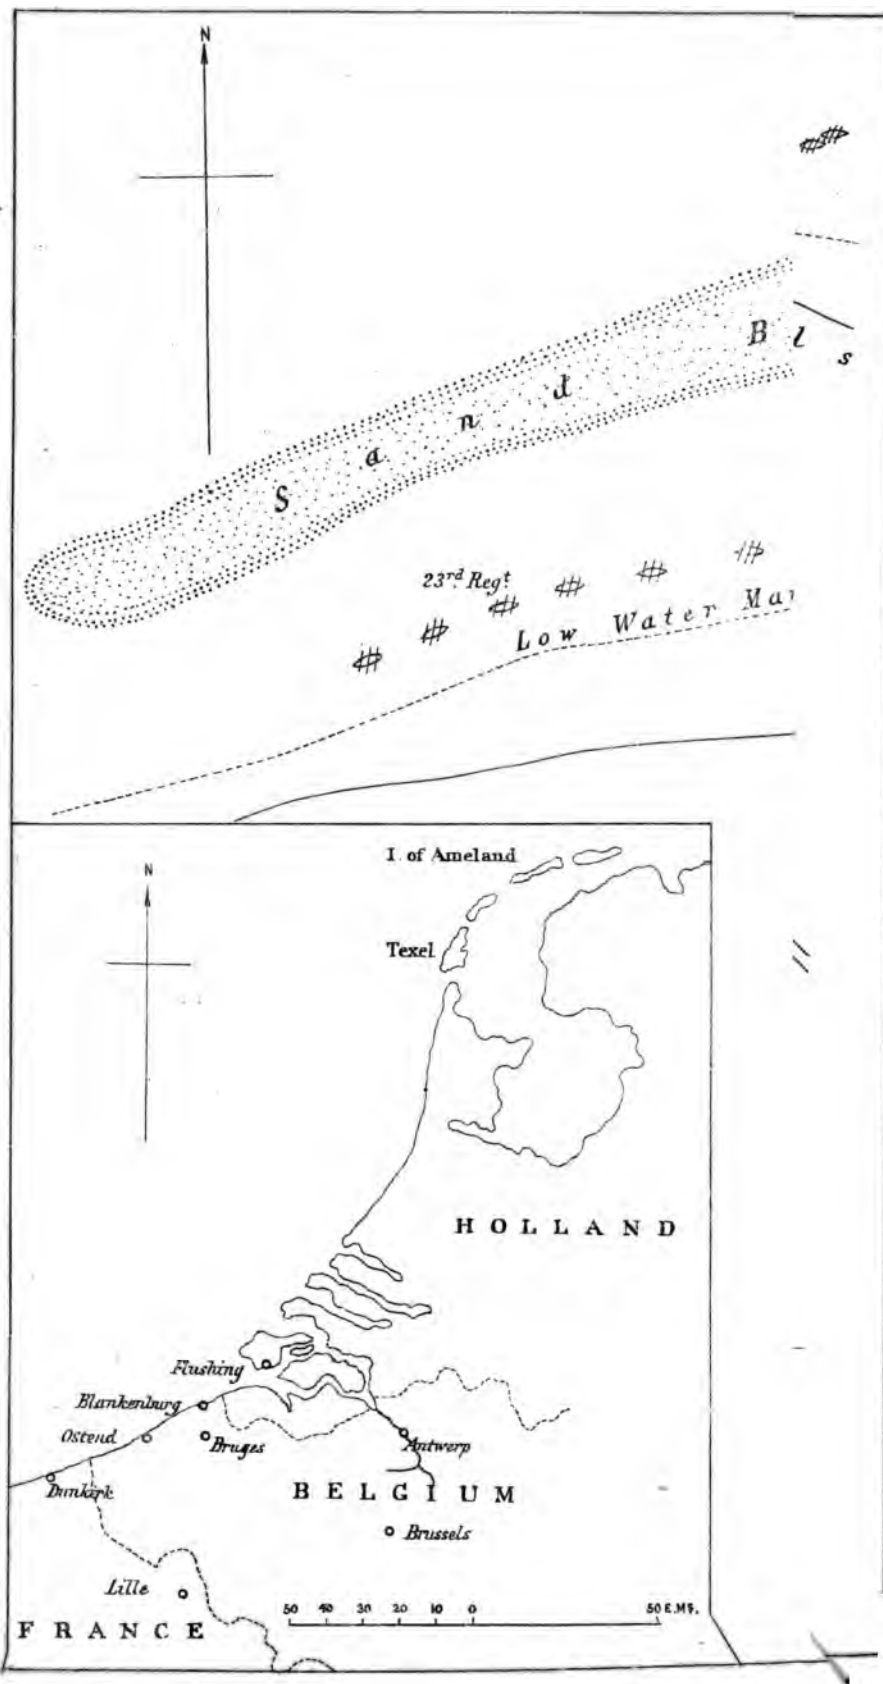 N
S a n d B
l
s
23rd Regt.
Low Water Mar
N
I. of Ameland
Texel
HOLLAND
Flushing
Blankenburg
Ostend
Bruges
Antwerp
Dunkirk
BELGIUM
Brussels
Lille
50 40 30 20 10 0 50 E.Ms.
FRANCE